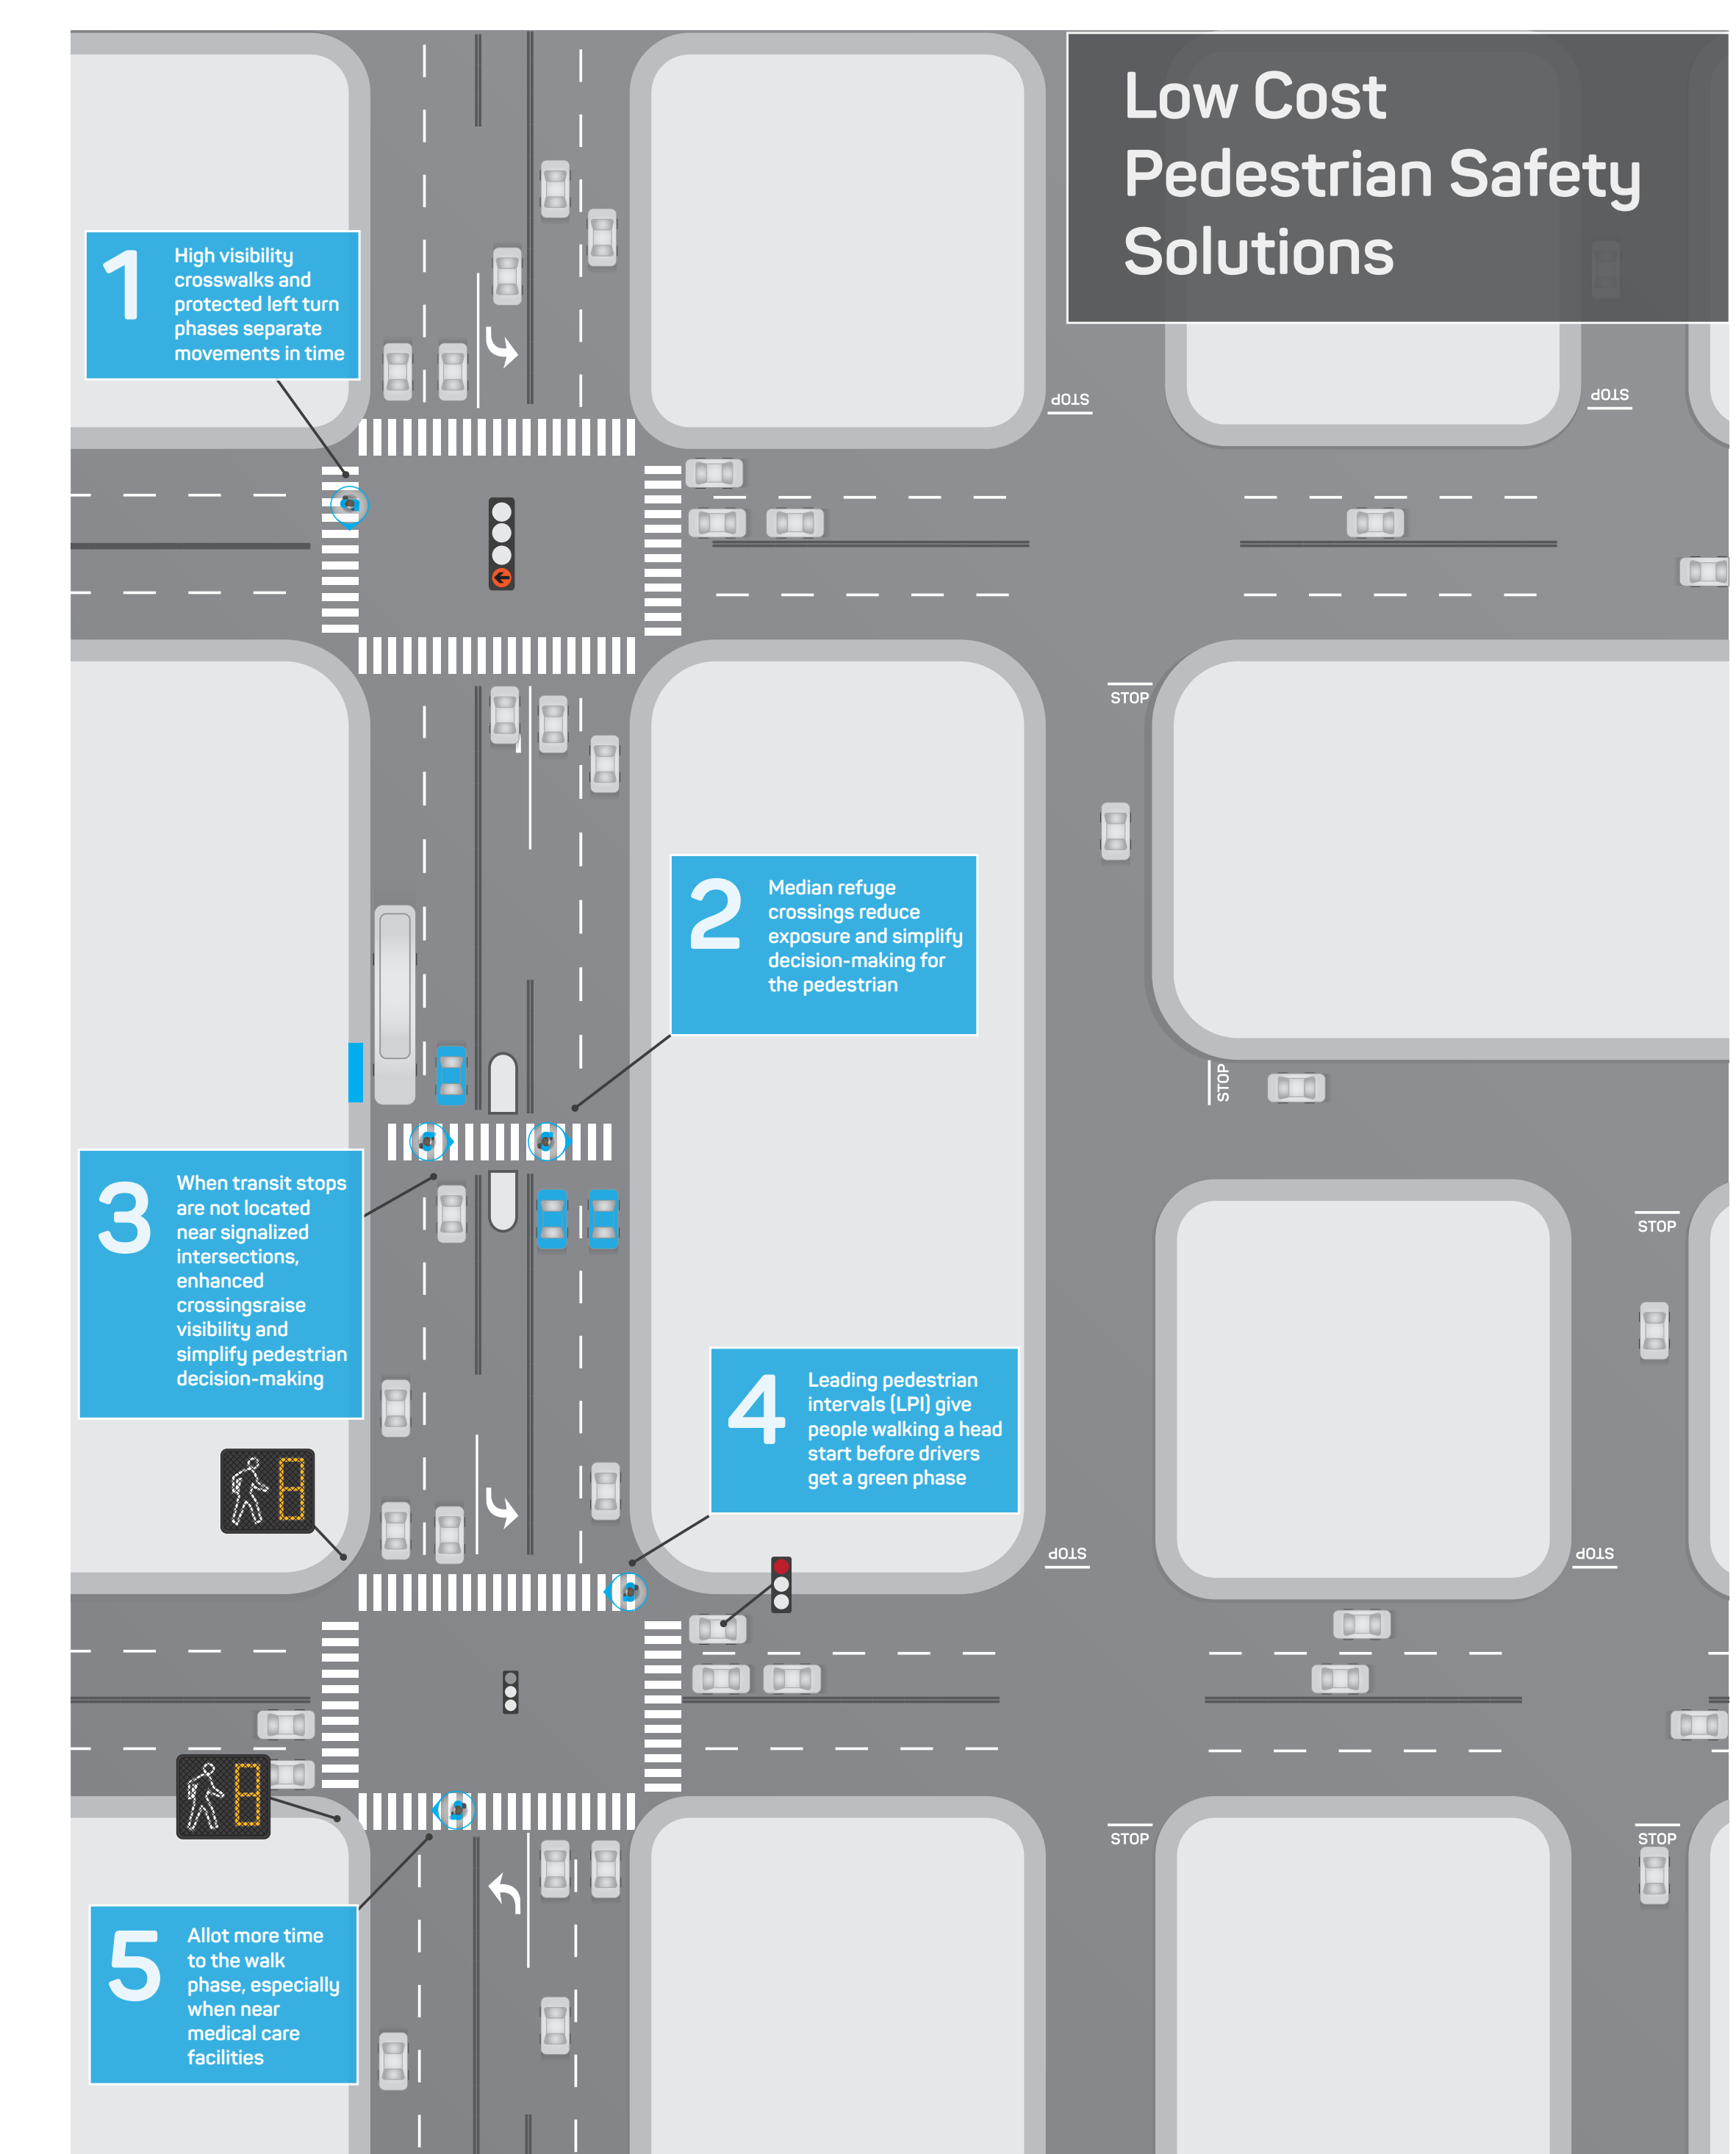 Low Cost
Pedestrian Safety
Solutions
1
High visibility
crosswalks and
protected left turn
phases separate
movements in time
STOP
STOP
STOP
2
Median refuge
crossings reduce
exposure and simplify
decision-making for
the pedestrian
STOP
3
When transit stops
are not located
near signalized
intersections,
enhanced
crossingsraise
visibility and
simplify pedestrian
decision-making
STOP
4
Leading pedestrian
intervals (LPI) give
people walking a head
start before drivers
get a green phase
8
STOP
STOP
8
STOP
STOP
5
Allot more time
to the walk
phase, especially
when near
medical care
facilities